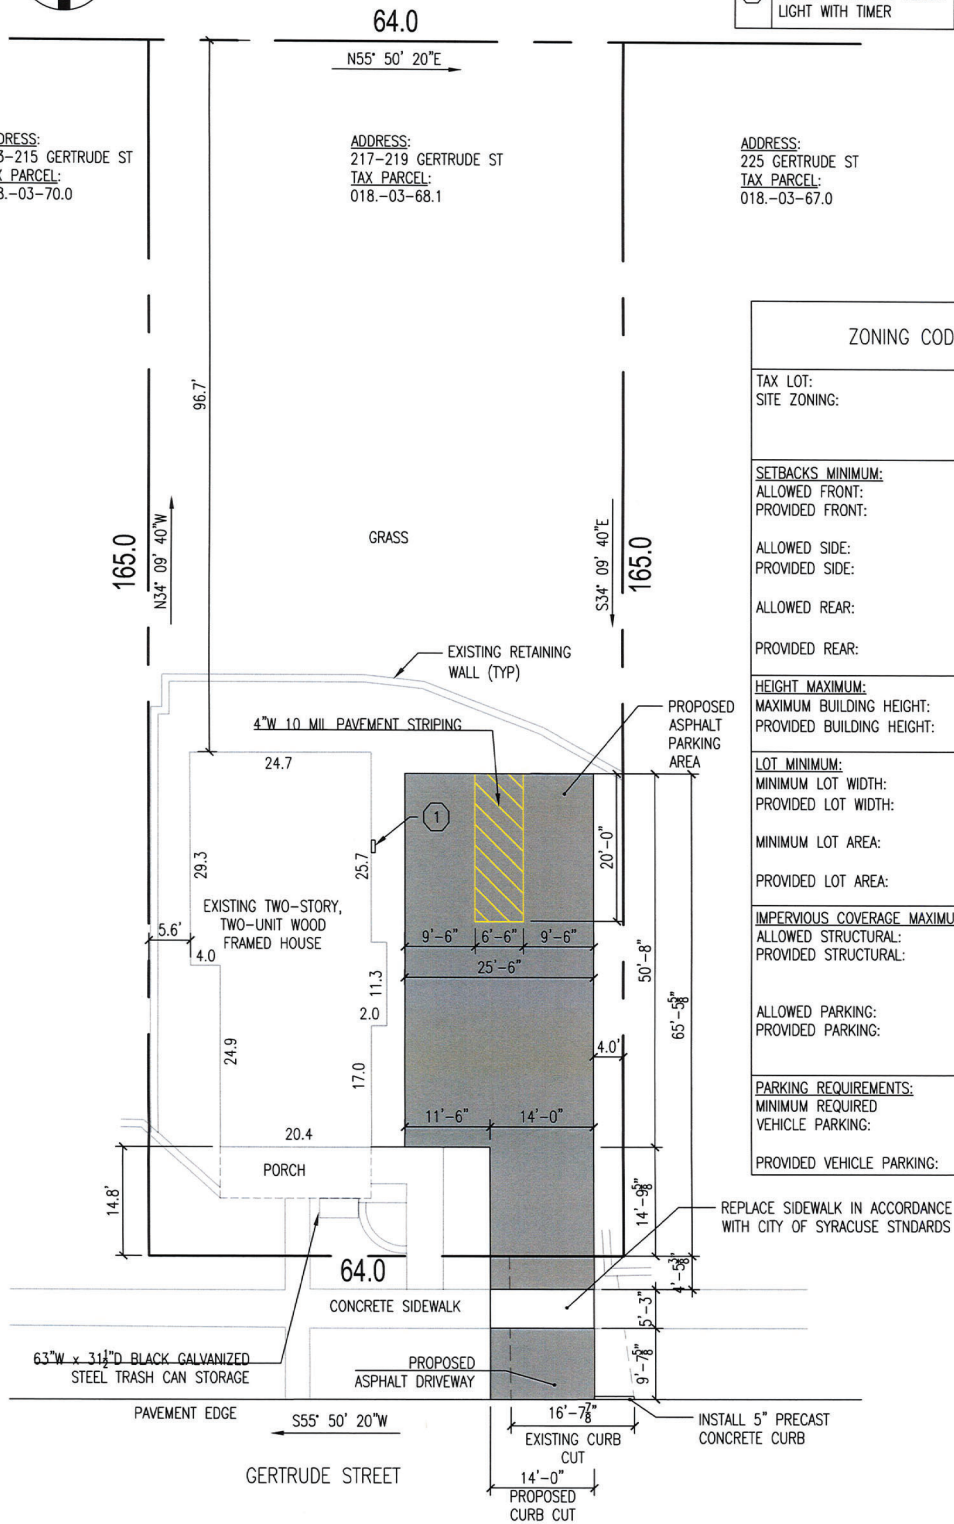 64.0
LIGHT WITH TIMER
N55° 50' 20"E
DRESS:
3-215 GERTRUDE ST
X PARCEL:
8.-03-70.0
ADDRESS:
217-219 GERTRUDE ST
TAX PARCEL:
018.-03-68.1
ADDRESS:
225 GERTRUDE ST
TAX PARCEL:
018.-03-67.0
ZONING COD
TAX LOT:
SITE ZONING:
SETBACKS MINIMUM:
ALLOWED FRONT:
PROVIDED FRONT:
ALLOWED SIDE:
PROVIDED SIDE:
ALLOWED REAR:
PROVIDED REAR:
HEIGHT MAXIMUM:
MAXIMUM BUILDING HEIGHT:
PROVIDED BUILDING HEIGHT:
LOT MINIMUM:
MINIMUM LOT WIDTH:
PROVIDED LOT WIDTH:
MINIMUM LOT AREA:
PROVIDED LOT AREA:
IMPERVIOUS COVERAGE MAXIMU
ALLOWED STRUCTURAL:
PROVIDED STRUCTURAL:
ALLOWED PARKING:
PROVIDED PARKING:
PARKING REQUIREMENTS:
MINIMUM REQUIRED
VEHICLE PARKING:
PROVIDED VEHICLE PARKING:
96.7'
165.0
N34° 09' 40"W
GRASS
S34° 09' 40"E
165.0
EXISTING RETAINING
WALL (TYP)
4"W 10 MIL PAVEMENT STRIPING
PROPOSED
ASPHALT
PARKING
AREA
24.7
1
29.3
25.7
20'-0"
EXISTING TWO-STORY,
TWO-UNIT WOOD
FRAMED HOUSE
5.6'
4.0
9'-6"
6'-6"
9'-6"
25'-6"
11.3
2.0
50'-8"
65'-5⅝"
24.9
17.0
4.0'
11'-6"
14'-0"
20.4
PORCH
14.8'
14'-9⅝"
REPLACE SIDEWALK IN ACCORDANCE
WITH CITY OF SYRACUSE STNDARDS
64.0
4'-5⅜"
CONCRETE SIDEWALK
5'-3"
63"W x 31½"D BLACK GALVANIZED
STEEL TRASH CAN STORAGE
PROPOSED
ASPHALT DRIVEWAY
9'-7⅝"
PAVEMENT EDGE
S55° 50' 20"W
16'-7⅞"
EXISTING CURB
CUT
INSTALL 5" PRECAST
CONCRETE CURB
GERTRUDE STREET
14'-0"
PROPOSED
CURB CUT